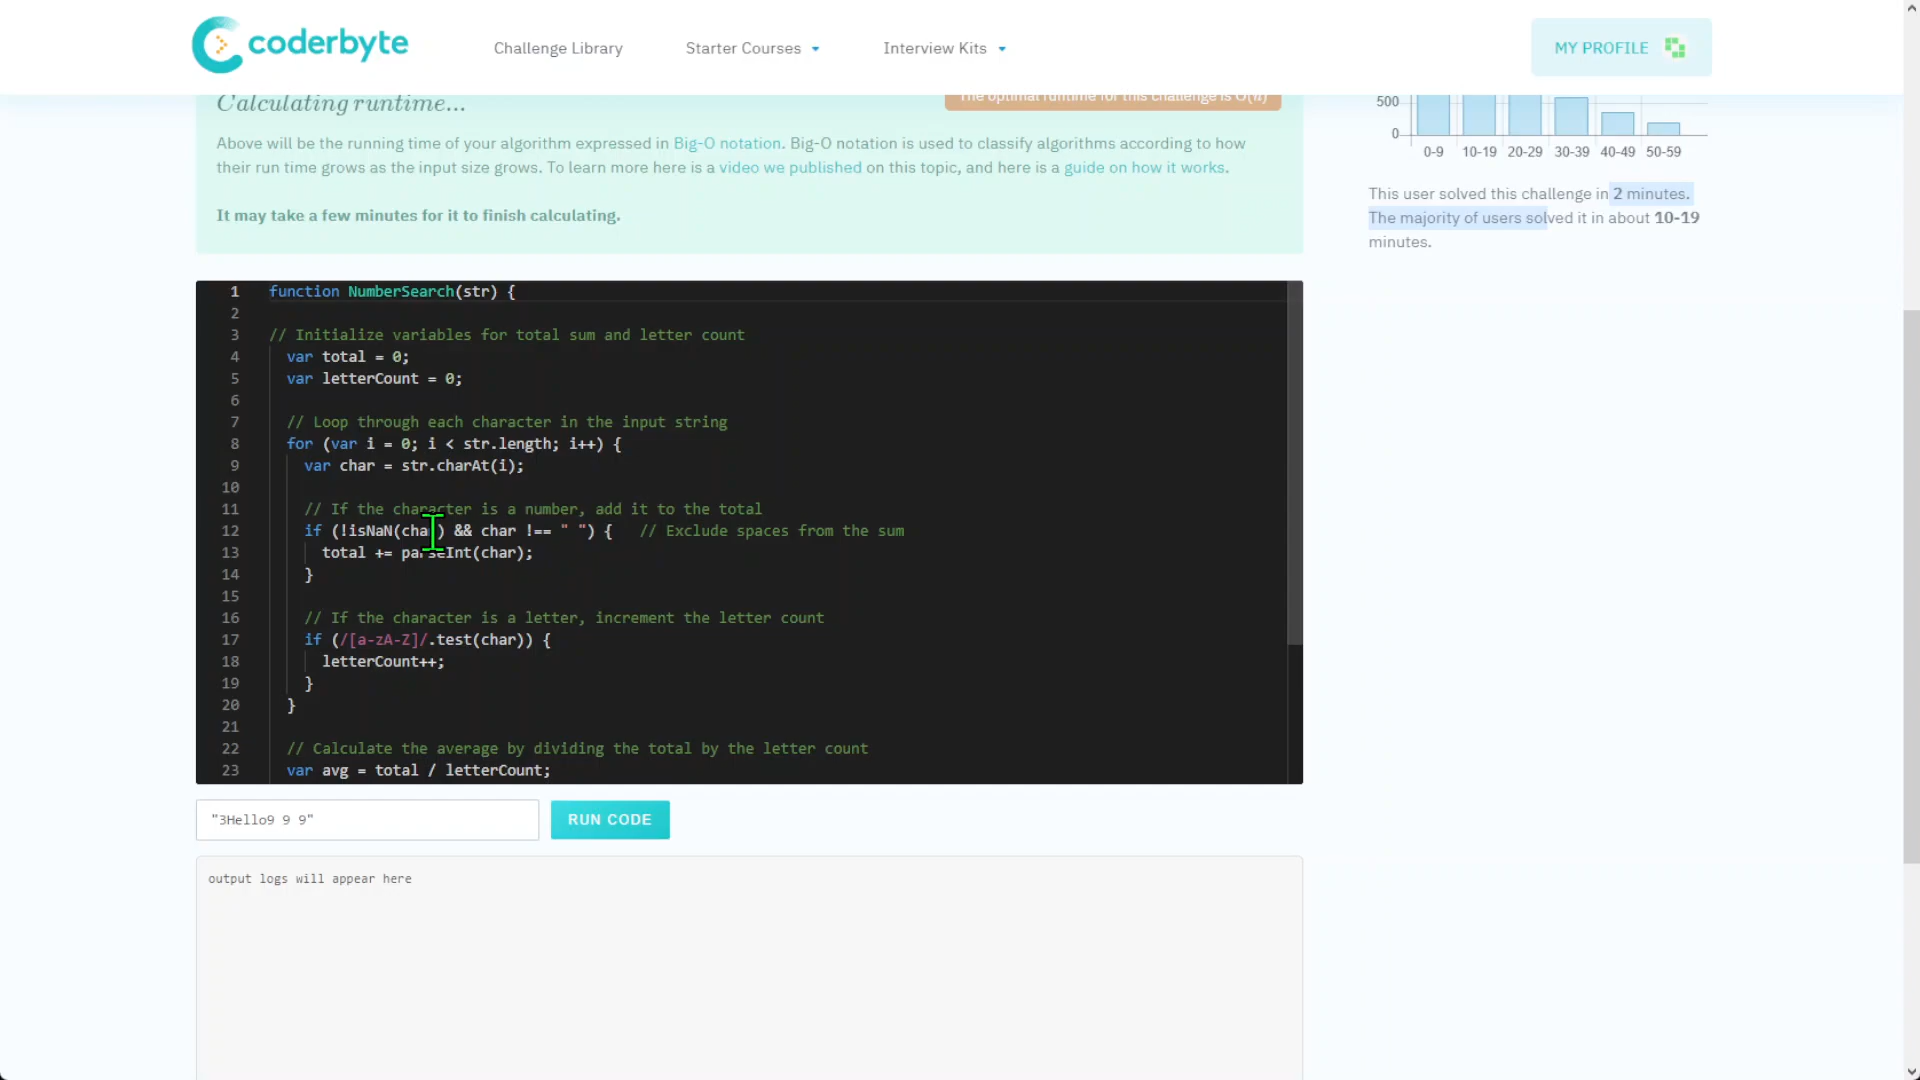 coderbyte
Challenge Library
Starter Courses
Interview Kits
MY PROFILE
Calculating runtime...
The optimal runtime for this challenge is O(n)
Above will be the running time of your algorithm expressed in Big-O notation. Big-O notation is used to classify algorithms according to how
their run time grows as the input size grows. To learn more here is a video we published on this topic, and here is a guide on how it works.
It may take a few minutes for it to finish calculating.
500
0
0-9 10-19 20-29 30-39 40-49 50-59
This user solved this challenge in 2 minutes.
The majority of users solved it in about 10-19
minutes.
1 function NumberSearch(str) {
2
3 // Initialize variables for total sum and letter count
4 var total = 0;
5 var letterCount = 0;
6
7 // Loop through each character in the input string
8 for (var i = 0; i < str.length; i++) {
9 var char = str.charAt(i);
10
11 // If the character is a number, add it to the total
12 if (!isNaN(char) && char !== " ") { // Exclude spaces from the sum
13 total += parseInt(char);
14 }
15
16 // If the character is a letter, increment the letter count
17 if (/[a-zA-Z]/.test(char)) {
18 letterCount++;
19 }
20 }
21
22 // Calculate the average by dividing the total by the letter count
23 var avg = total / letterCount;
"3Hello9 9 9"
RUN CODE
output logs will appear here